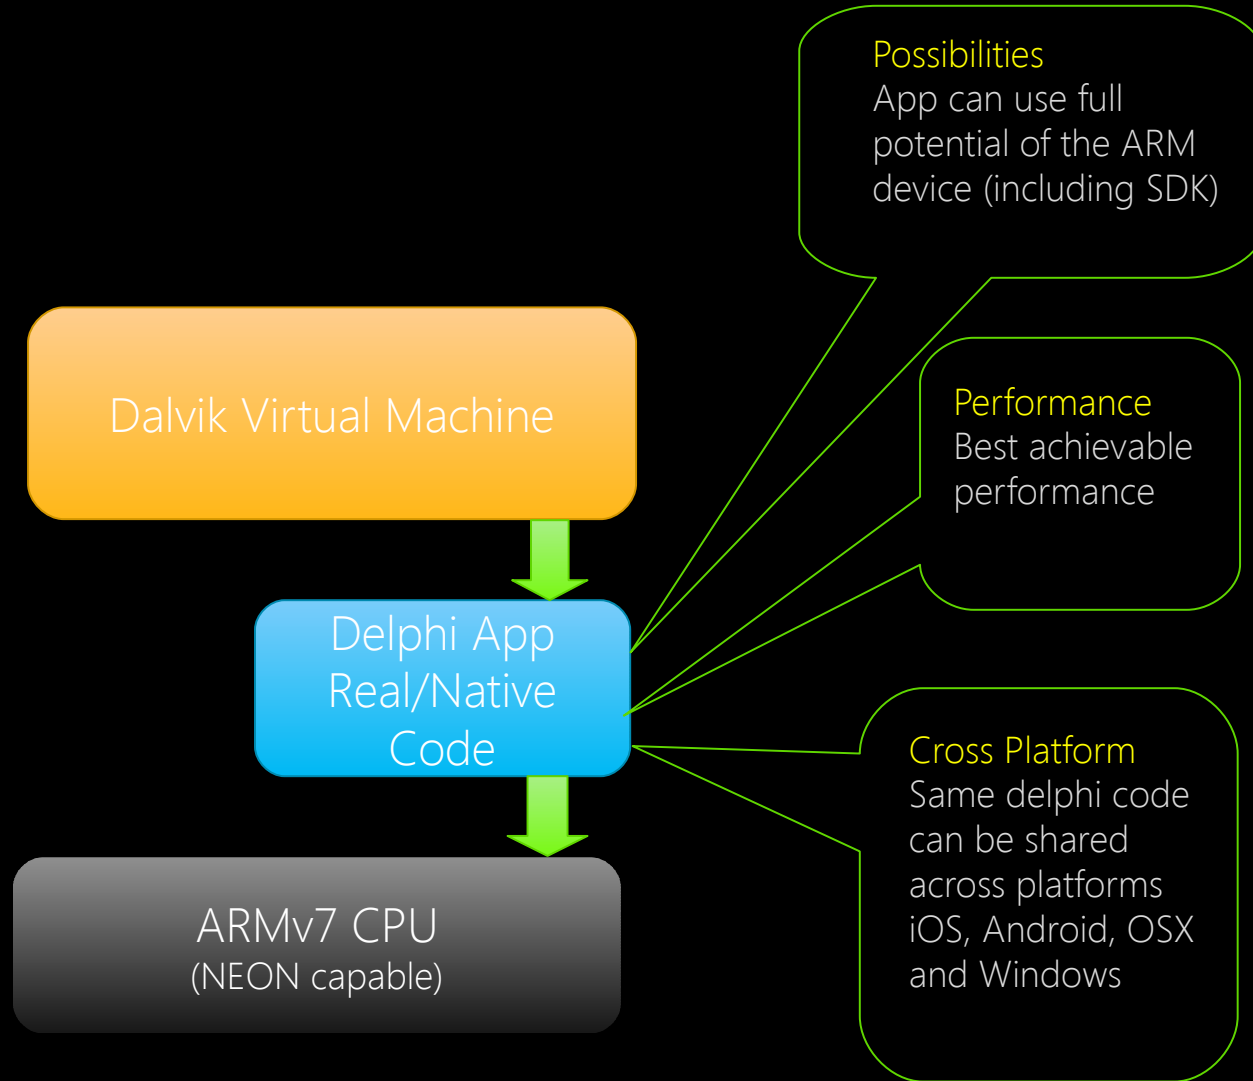 Possibilities
App can use full
potential of the ARM
device (including SDK)
Dalvik Virtual Machine
Performance
Best achievable
performance
Delphi App
Real/Native
Code
Cross Platform
Same delphi code
can be shared
across platforms
iOS, Android, OSX
and Windows
ARMv7 CPU
(NEON capable)